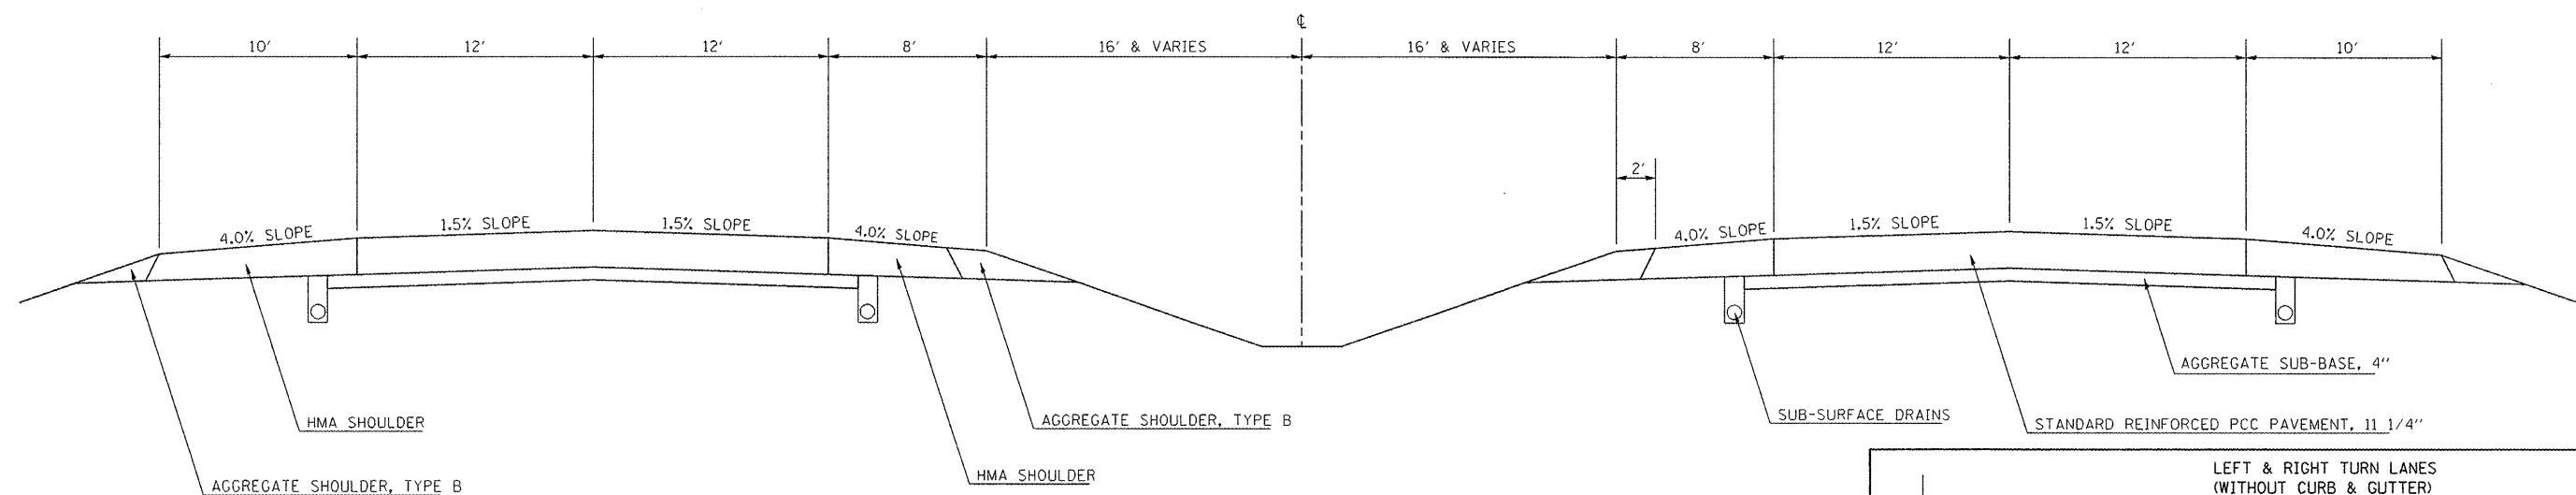 ℄
10' 12' 12' 8' 16' & VARIES 16' & VARIES 8' 12' 12' 10'
2'
4.0% SLOPE 1.5% SLOPE 1.5% SLOPE 4.0% SLOPE 4.0% SLOPE 1.5% SLOPE 1.5% SLOPE 4.0% SLOPE
AGGREGATE SUB-BASE, 4"
HMA SHOULDER AGGREGATE SHOULDER, TYPE B SUB-SURFACE DRAINS STANDARD REINFORCED PCC PAVEMENT, 11 1/4"
AGGREGATE SHOULDER, TYPE B HMA SHOULDER
LEFT & RIGHT TURN LANES
(WITHOUT CURB & GUTTER)